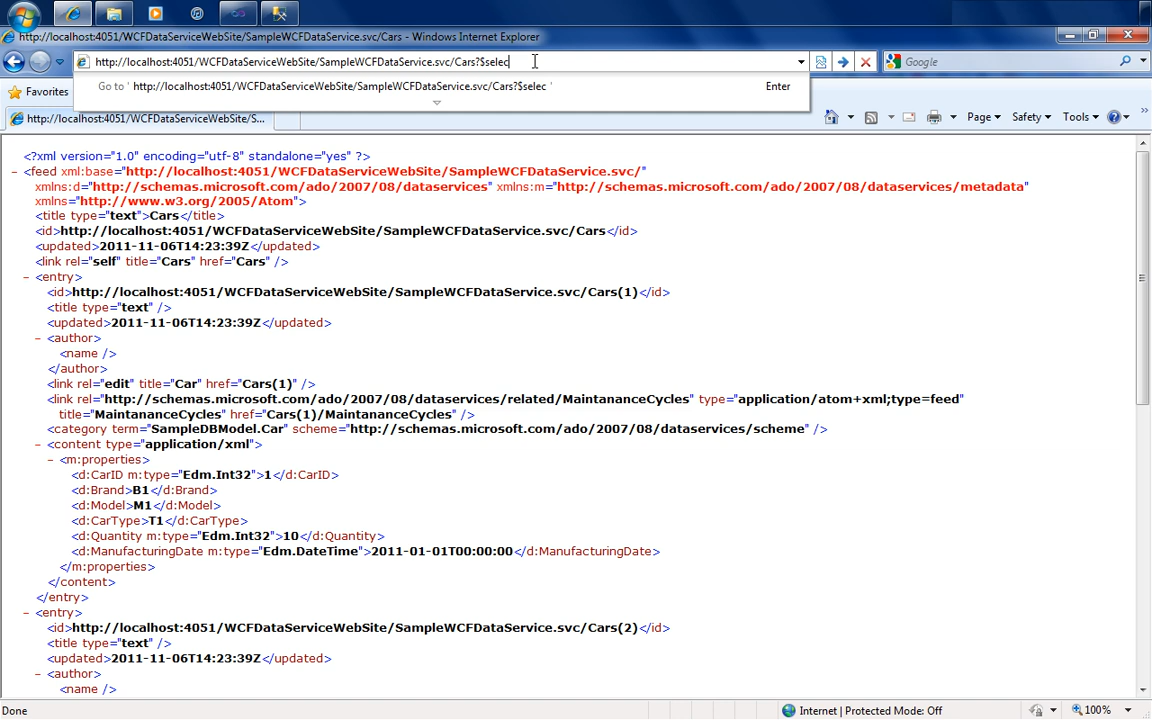 http://localhost:4051/WCFDataServiceWebSite/SampleWCFDataService.svc/Cars - Windows Internet Explorer
http://localhost:4051/WCFDataServiceWebSite/SampleWCFDataService.svc/Cars?$selec
Google
Go to ' http://localhost:4051/WCFDataServiceWebSite/SampleWCFDataService.svc/Cars?$selec ' Enter
Favorites
http://localhost:4051/WCFDataServiceWebSite/S...
Page Safety Tools
<?xml version="1.0" encoding="utf-8" standalone="yes" ?>
- <feed xml:base="http://localhost:4051/WCFDataServiceWebSite/SampleWCFDataService.svc/"
xmlns:d="http://schemas.microsoft.com/ado/2007/08/dataservices" xmlns:m="http://schemas.microsoft.com/ado/2007/08/dataservices/metadata"
xmlns="http://www.w3.org/2005/Atom">
<title type="text">Cars</title>
<id>http://localhost:4051/WCFDataServiceWebSite/SampleWCFDataService.svc/Cars</id>
<updated>2011-11-06T14:23:39Z</updated>
<link rel="self" title="Cars" href="Cars" />
- <entry>
<id>http://localhost:4051/WCFDataServiceWebSite/SampleWCFDataService.svc/Cars(1)</id>
<title type="text" />
<updated>2011-11-06T14:23:39Z</updated>
- <author>
<name />
</author>
<link rel="edit" title="Car" href="Cars(1)" />
<link rel="http://schemas.microsoft.com/ado/2007/08/dataservices/related/MaintananceCycles" type="application/atom+xml;type=feed"
title="MaintananceCycles" href="Cars(1)/MaintananceCycles" />
<category term="SampleDBModel.Car" scheme="http://schemas.microsoft.com/ado/2007/08/dataservices/scheme" />
- <content type="application/xml">
- <m:properties>
<d:CarID m:type="Edm.Int32">1</d:CarID>
<d:Brand>B1</d:Brand>
<d:Model>M1</d:Model>
<d:CarType>T1</d:CarType>
<d:Quantity m:type="Edm.Int32">10</d:Quantity>
<d:ManufacturingDate m:type="Edm.DateTime">2011-01-01T00:00:00</d:ManufacturingDate>
</m:properties>
</content>
</entry>
- <entry>
<id>http://localhost:4051/WCFDataServiceWebSite/SampleWCFDataService.svc/Cars(2)</id>
<title type="text" />
<updated>2011-11-06T14:23:39Z</updated>
- <author>
<name />
Done
Internet | Protected Mode: Off
100%